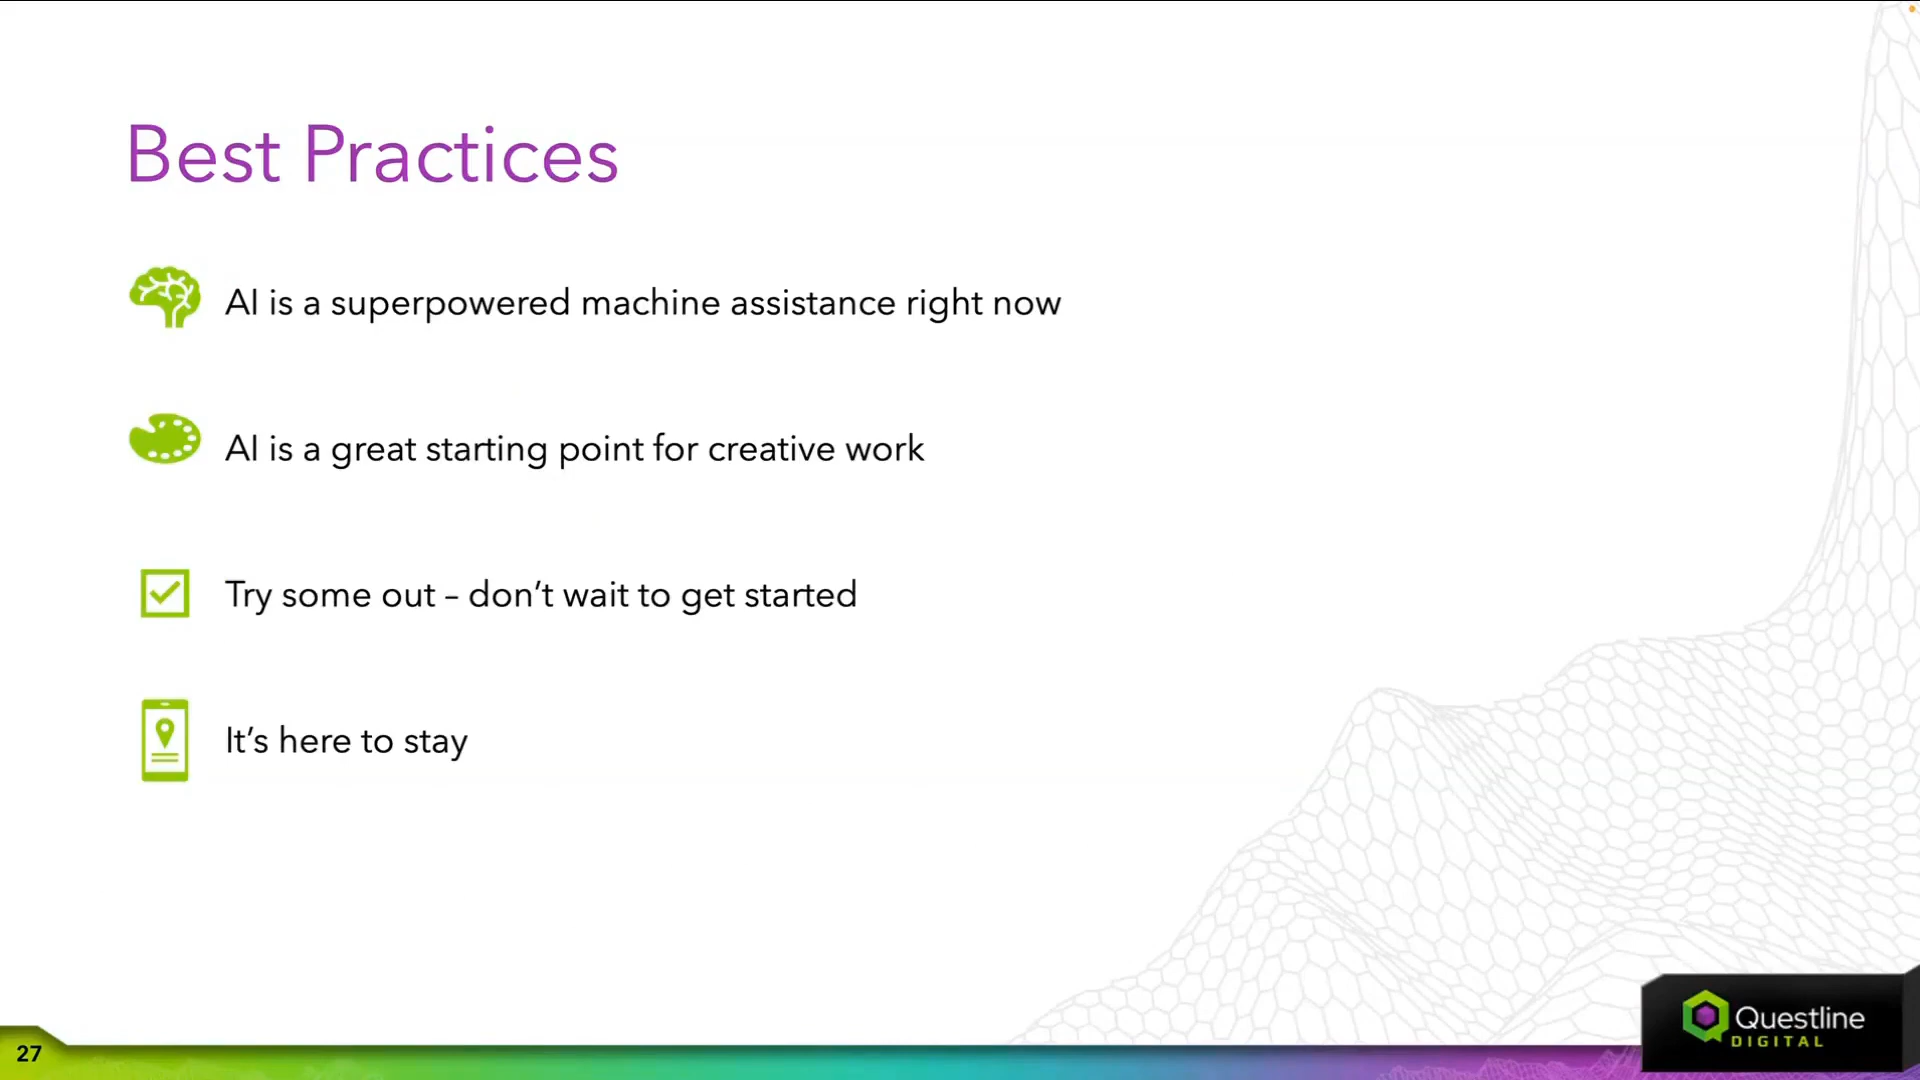 Best Practices
AI is a superpowered machine assistance right now
AI is a great starting point for creative work
Try some out – don’t wait to get started
It’s here to stay
27
Questline
DIGITAL